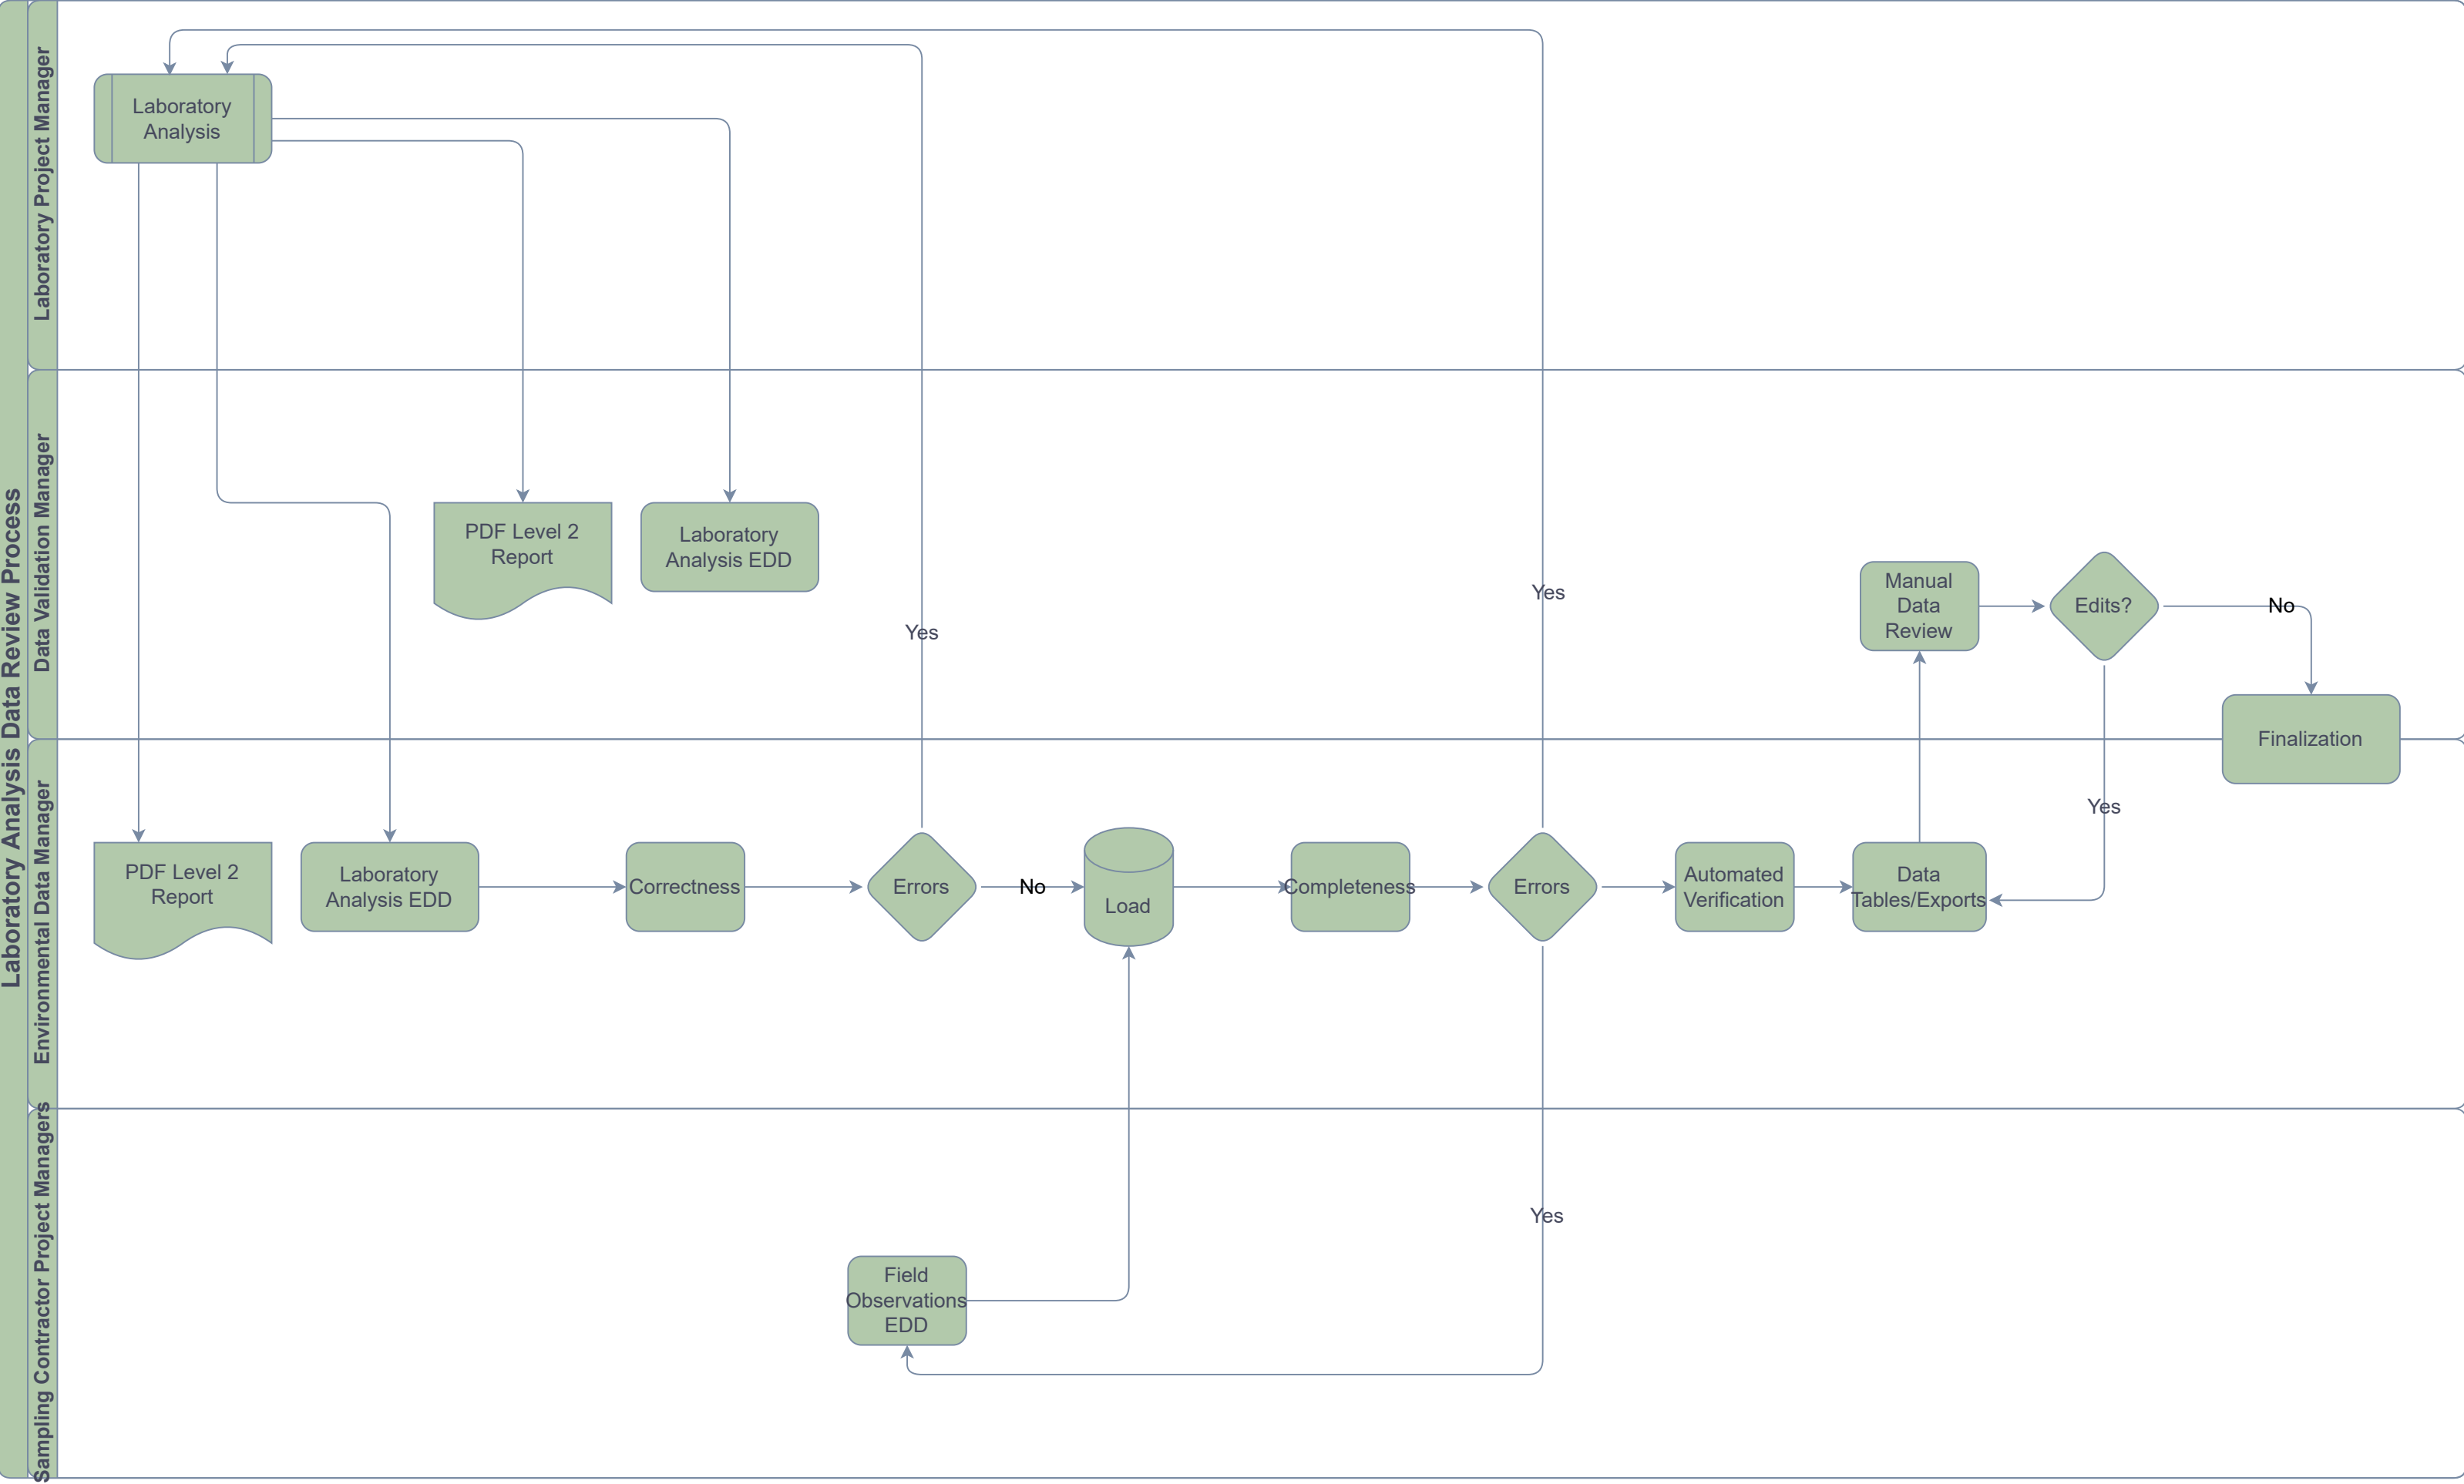 Laboratory Analysis Data Review Process
Laboratory Project Manager
Laboratory
Analysis
Data Validation Manager
PDF Level 2
Report
Laboratory
Analysis EDD
Yes
Yes
Manual
Data
Review
Edits?
No
Finalization
Yes
Environmental Data Manager
PDF Level 2
Report
Laboratory
Analysis EDD
Correctness
Errors
No
Load
Completeness
Errors
Automated
Verification
Data
Tables/Exports
Sampling Contractor Project Managers
Yes
Field
Observations
EDD